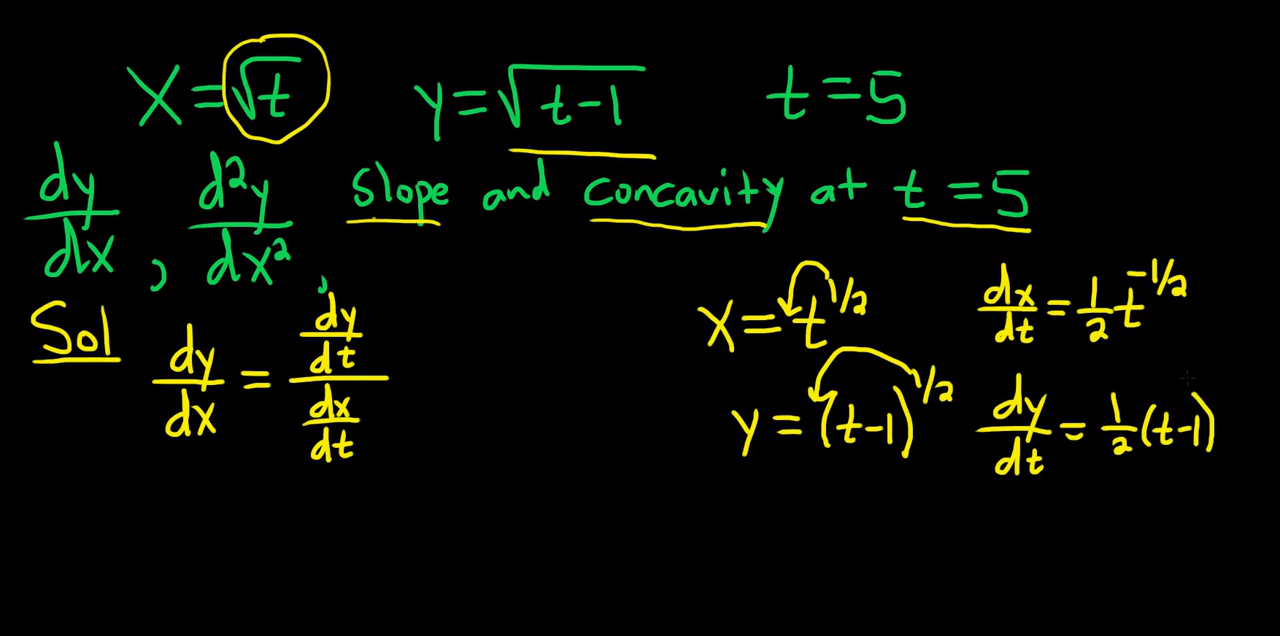 x = √t y = √(t-1) t = 5
dy/dx , d²y/dx² , slope and concavity at t = 5
Sol dy/dx = (dy/dt)/(dx/dt)
x = t^1/2 dx/dt = 1/2 t^-1/2
y = (t-1)^1/2 dy/dt = 1/2 (t-1)